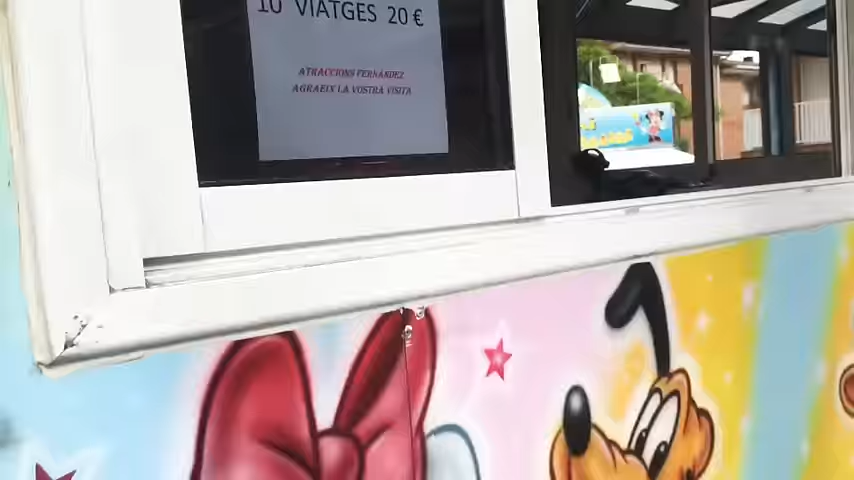 10 VIATGES 20 €
ATRACCIONS FERNÁNDEZ
AGRAEIX LA VOSTRA VISITA